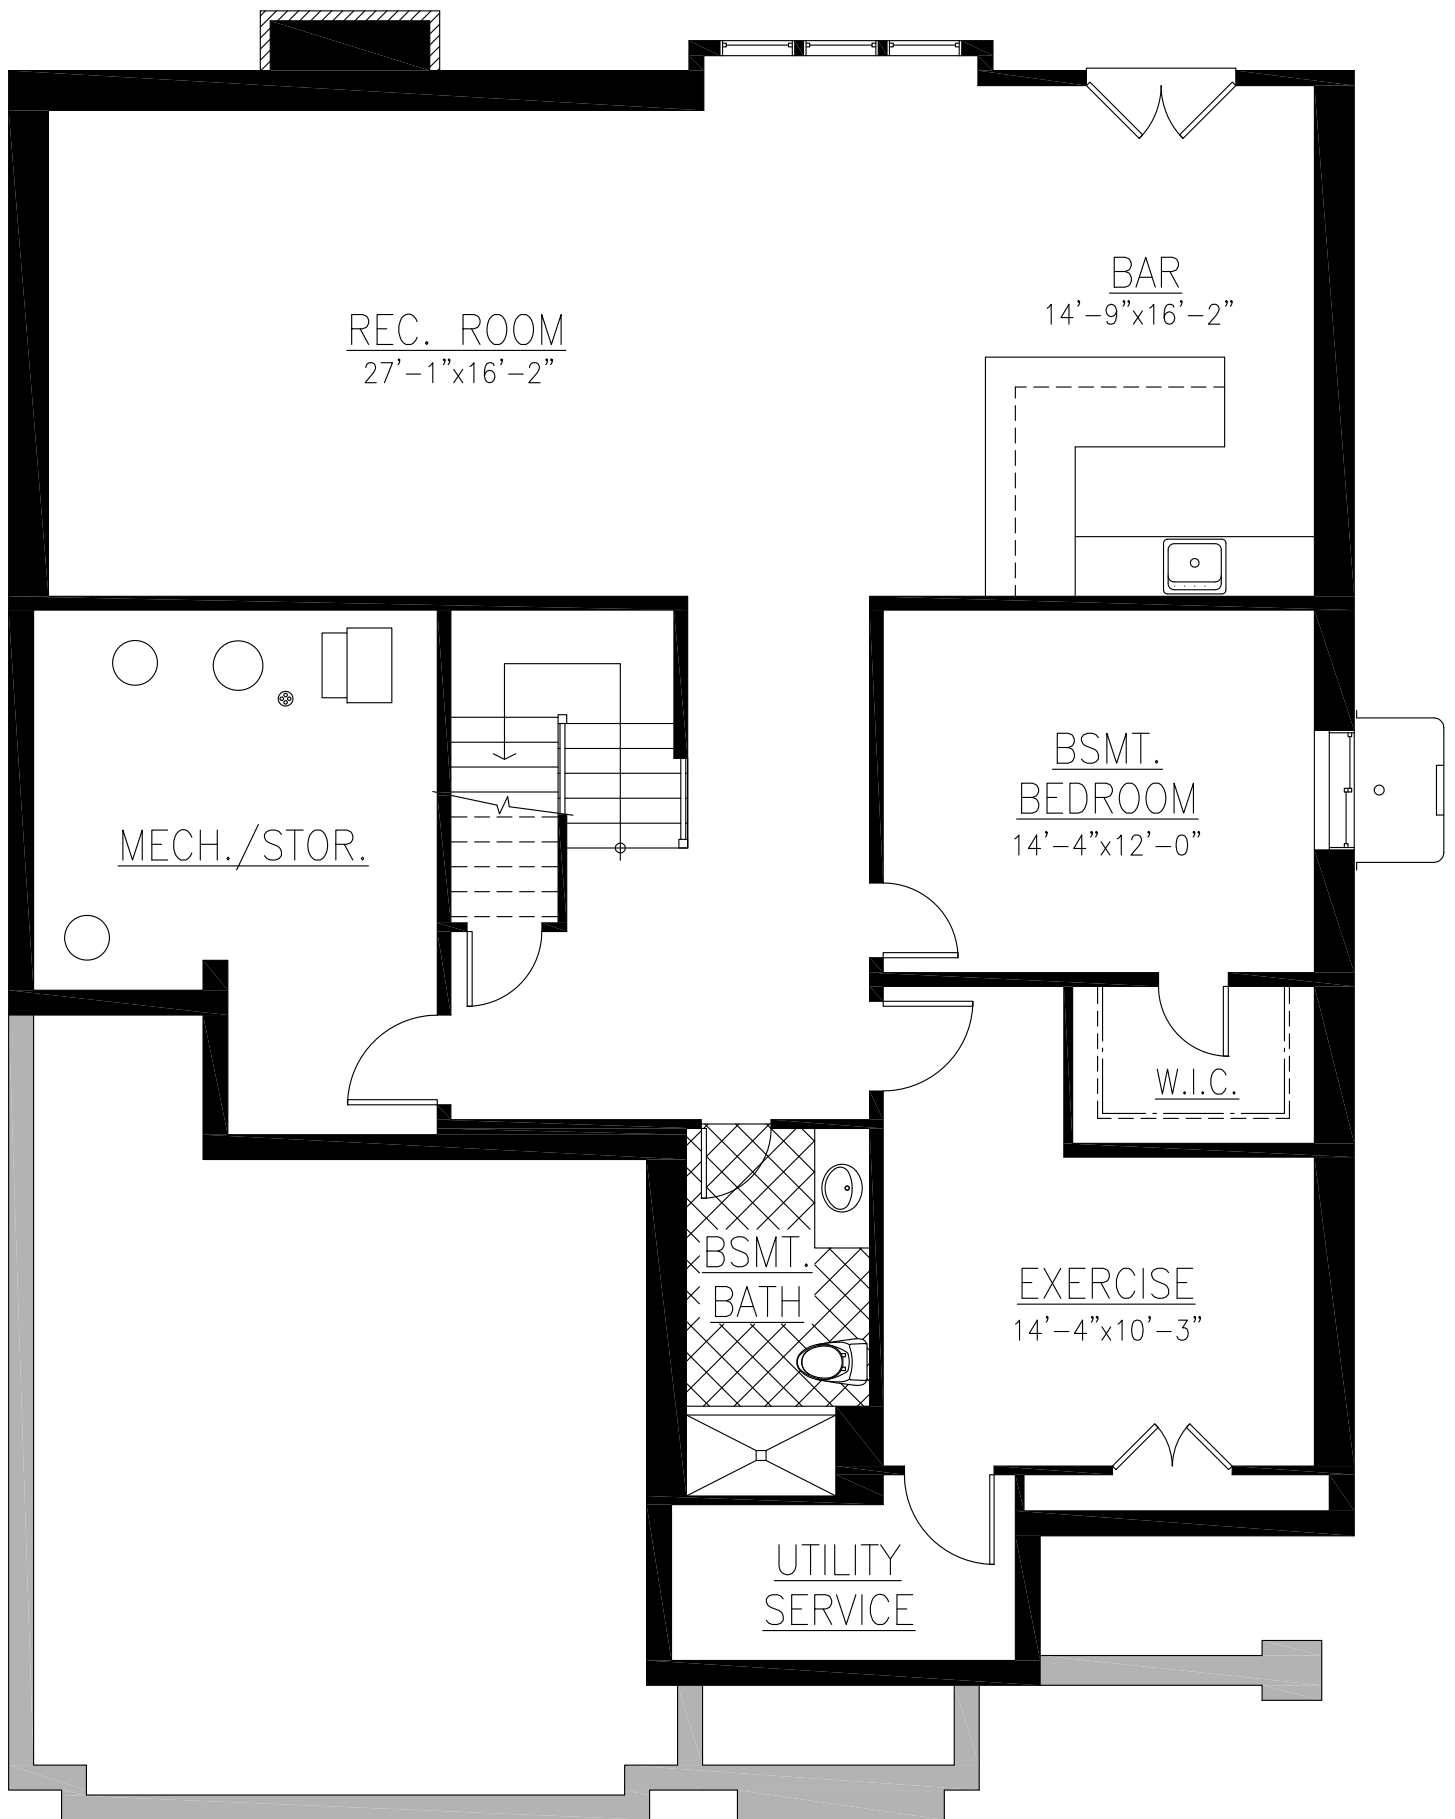 BAR
14'-9"x16'-2"
REC. ROOM
27'-1"x16'-2"
BSMT.
BEDROOM
14'-4"x12'-0"
MECH./STOR.
W.I.C.
BSMT.
BATH
EXERCISE
14'-4"x10'-3"
UTILITY
SERVICE